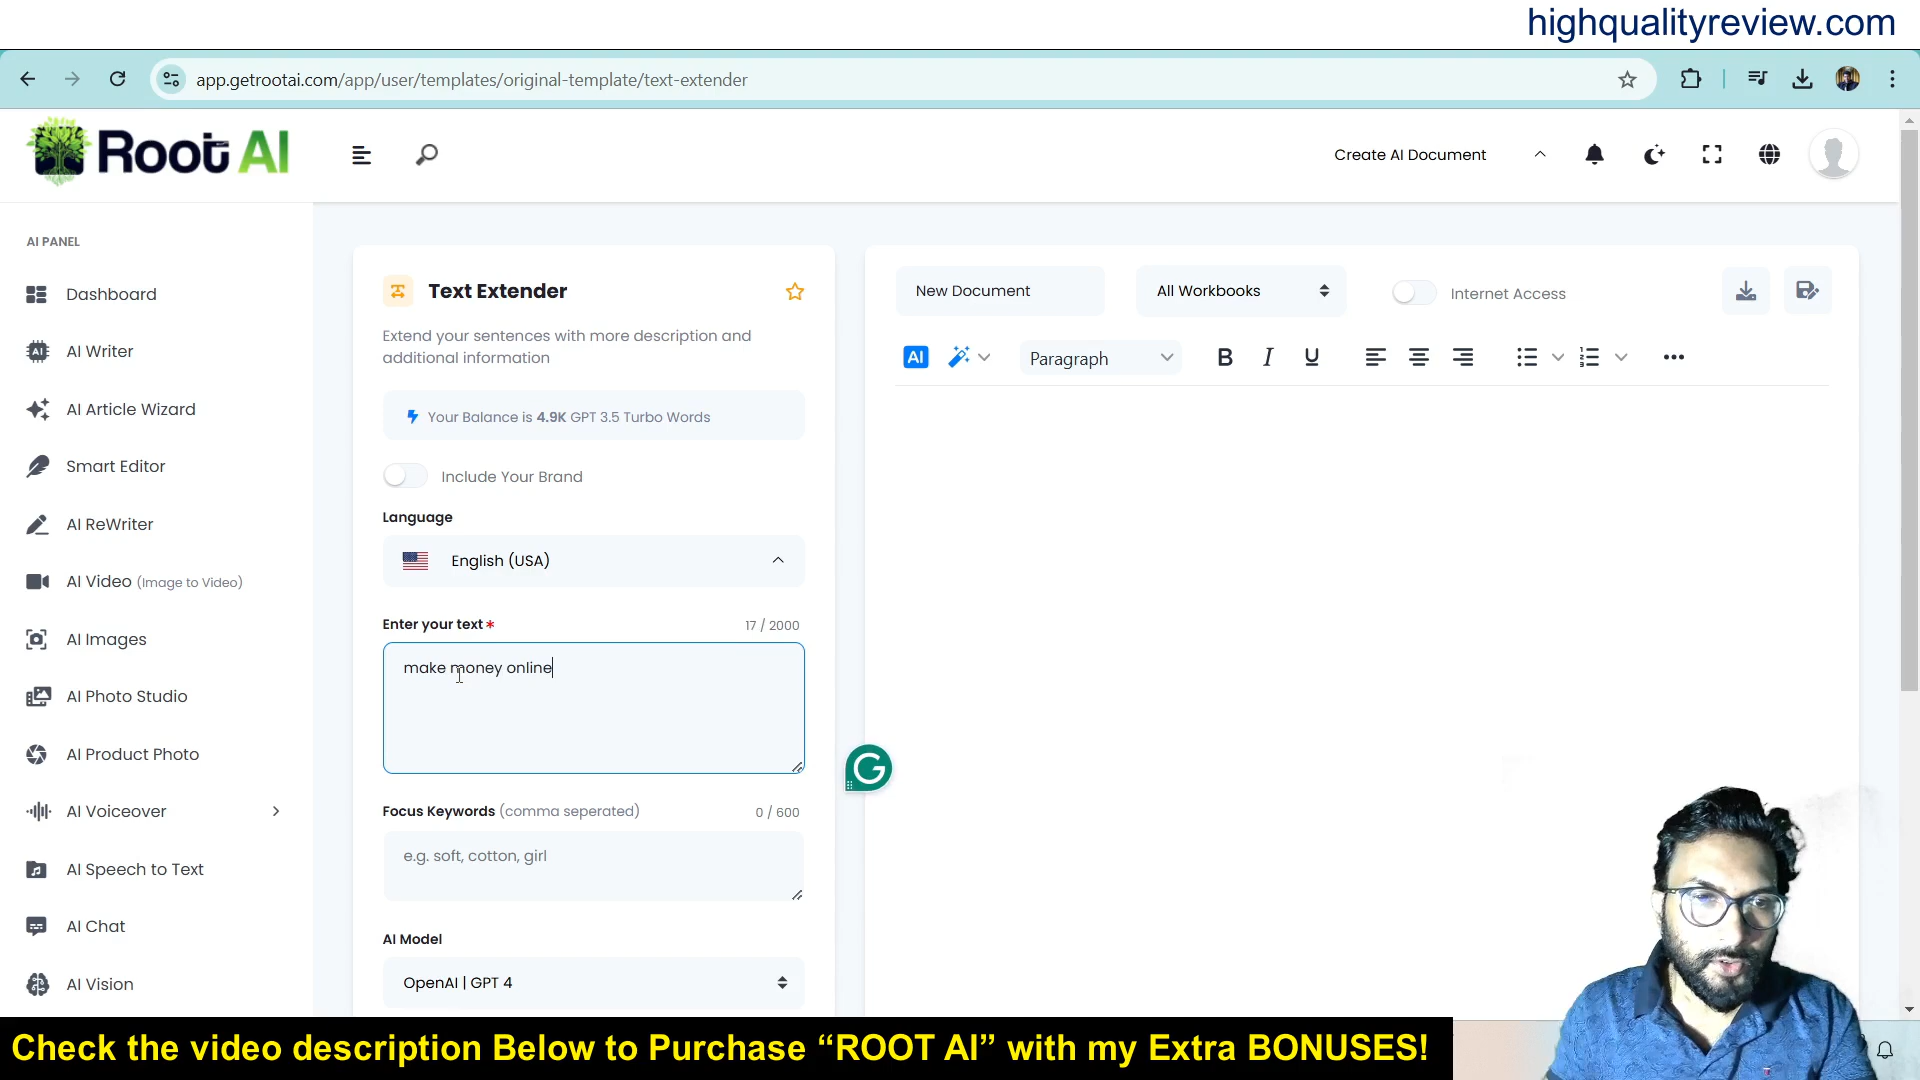 highqualityreview.com
app.getrootai.com/app/user/templates/original-template/text-extender
Root AI
Create AI Document
AI PANEL
Dashboard
AI Writer
AI Article Wizard
Smart Editor
AI ReWriter
AI Video (Image to Video)
AI Images
AI Photo Studio
AI Product Photo
AI Voiceover
AI Speech to Text
AI Chat
AI Vision
Text Extender
Extend your sentences with more description and
additional information
Your Balance is 4.9K GPT 3.5 Turbo Words
Include Your Brand
Language
English (USA)
Enter your text*
17 / 2000
make money online
Focus Keywords (comma seperated)
0 / 600
e.g. soft, cotton, girl
AI Model
OpenAI | GPT 4
New Document
All Workbooks
Internet Access
AI
Paragraph
B I U
G
Check the video description Below to Purchase “ROOT AI” with my Extra BONUSES!